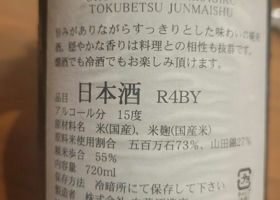 TOKUBETSU JUNMAISHU
旨みがありながらすっきりとした味わいの純米
酒。穏やかな香りは料理との相性も抜群です。
燗酒でも冷酒でもお楽しみ頂けます。
品目 日本酒 R4BY
アルコール分 15度
原材料名 米(国産)、米麹(国産米)
原料米使用割合 五百万石73%、山田錦27%
精米歩合 55%
内容量 720ml
保存方法 冷暗所にて保存して下さい